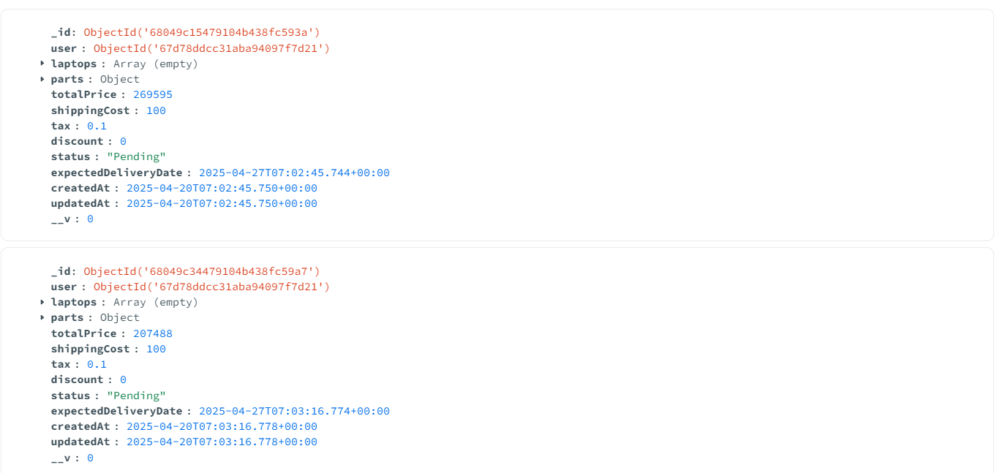 _id: ObjectId('68049c15479104b438fc593a')
user : ObjectId('67d78ddcc31aba94097f7d21')
laptops : Array (empty)
parts : Object
totalPrice : 269595
shippingCost : 100
tax : 0.1
discount : 0
status : "Pending"
expectedDeliveryDate : 2025-04-27T07:02:45.744+00:00
createdAt : 2025-04-20T07:02:45.750+00:00
updatedAt : 2025-04-20T07:02:45.750+00:00
__v : 0
_id: ObjectId('68049c34479104b438fc59a7')
user : ObjectId('67d78ddcc31aba94097f7d21')
laptops : Array (empty)
parts : Object
totalPrice : 207488
shippingCost : 100
tax : 0.1
discount : 0
status : "Pending"
expectedDeliveryDate : 2025-04-27T07:03:16.774+00:00
createdAt : 2025-04-20T07:03:16.778+00:00
updatedAt : 2025-04-20T07:03:16.778+00:00
__v : 0